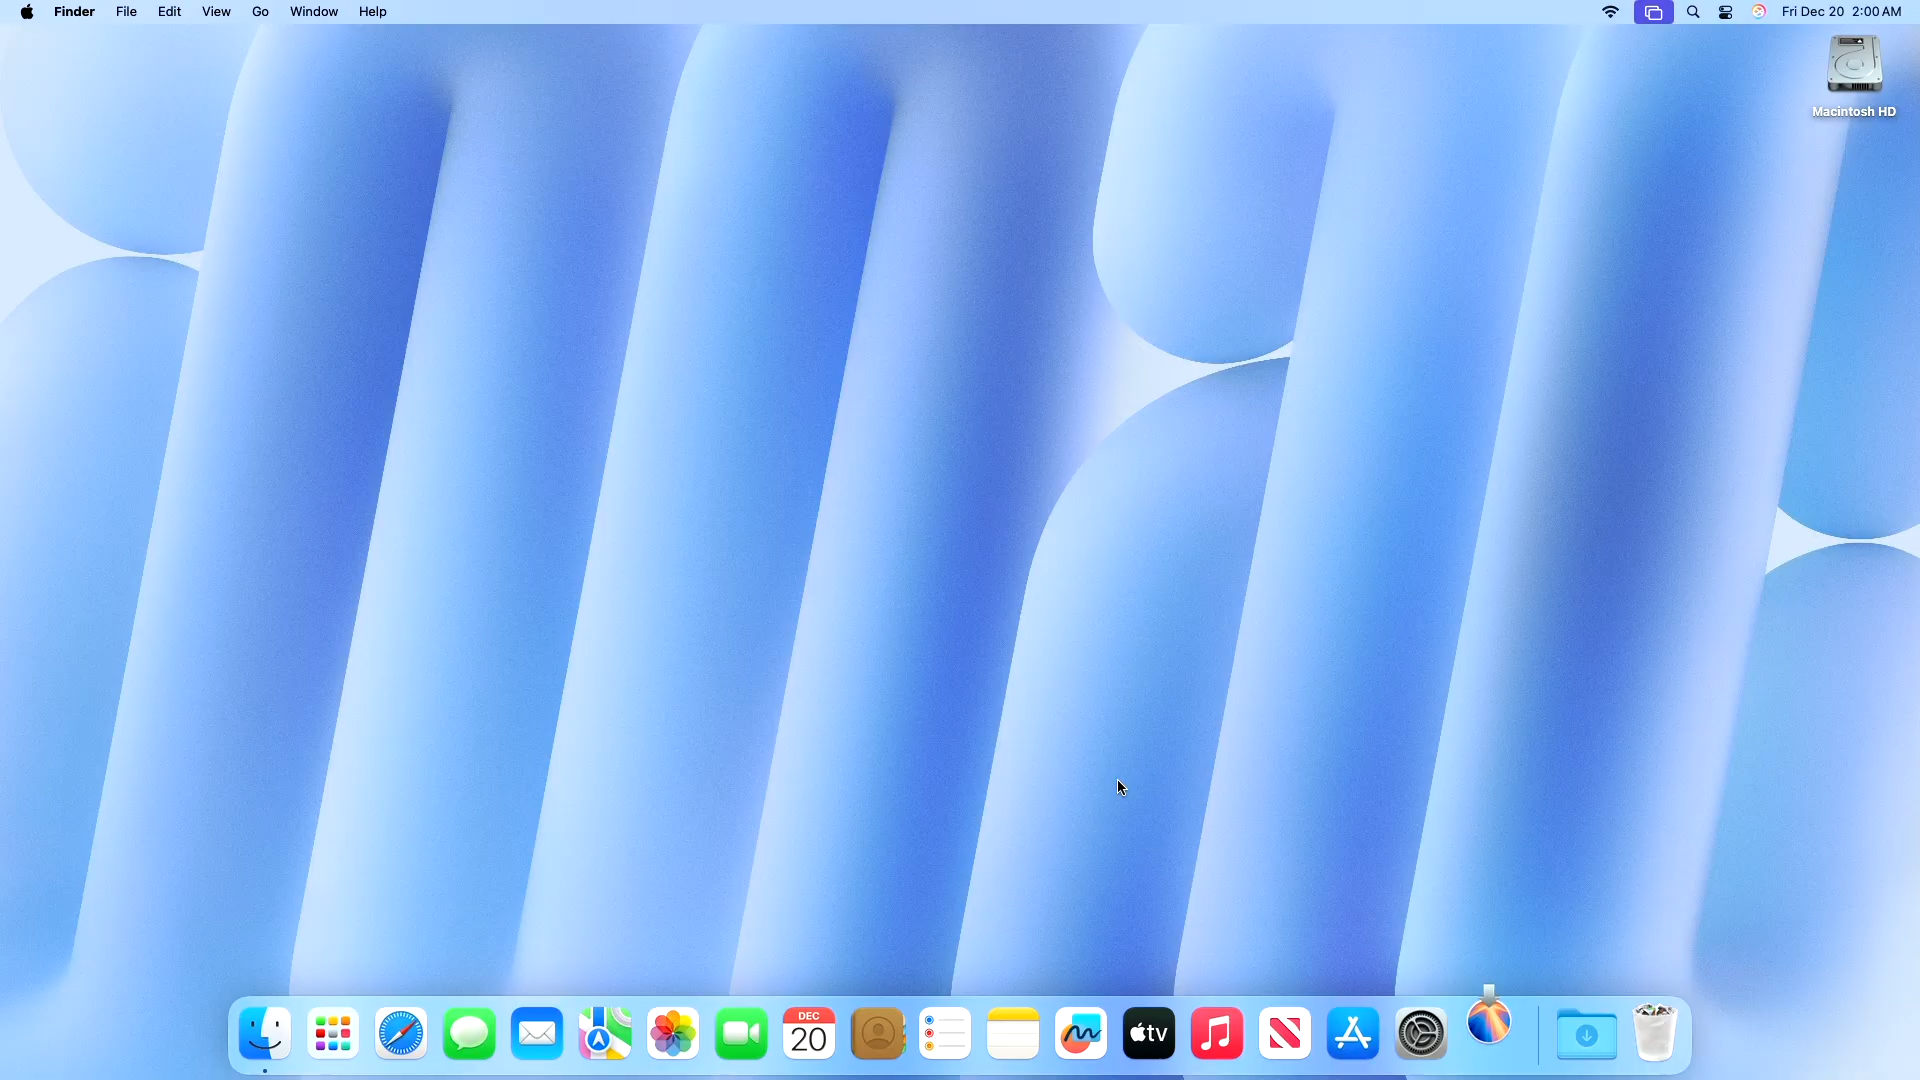 Finder File Edit View Go Window Help Fri Dec 20 2:00 AM
Macintosh HD
DEC
20
tv